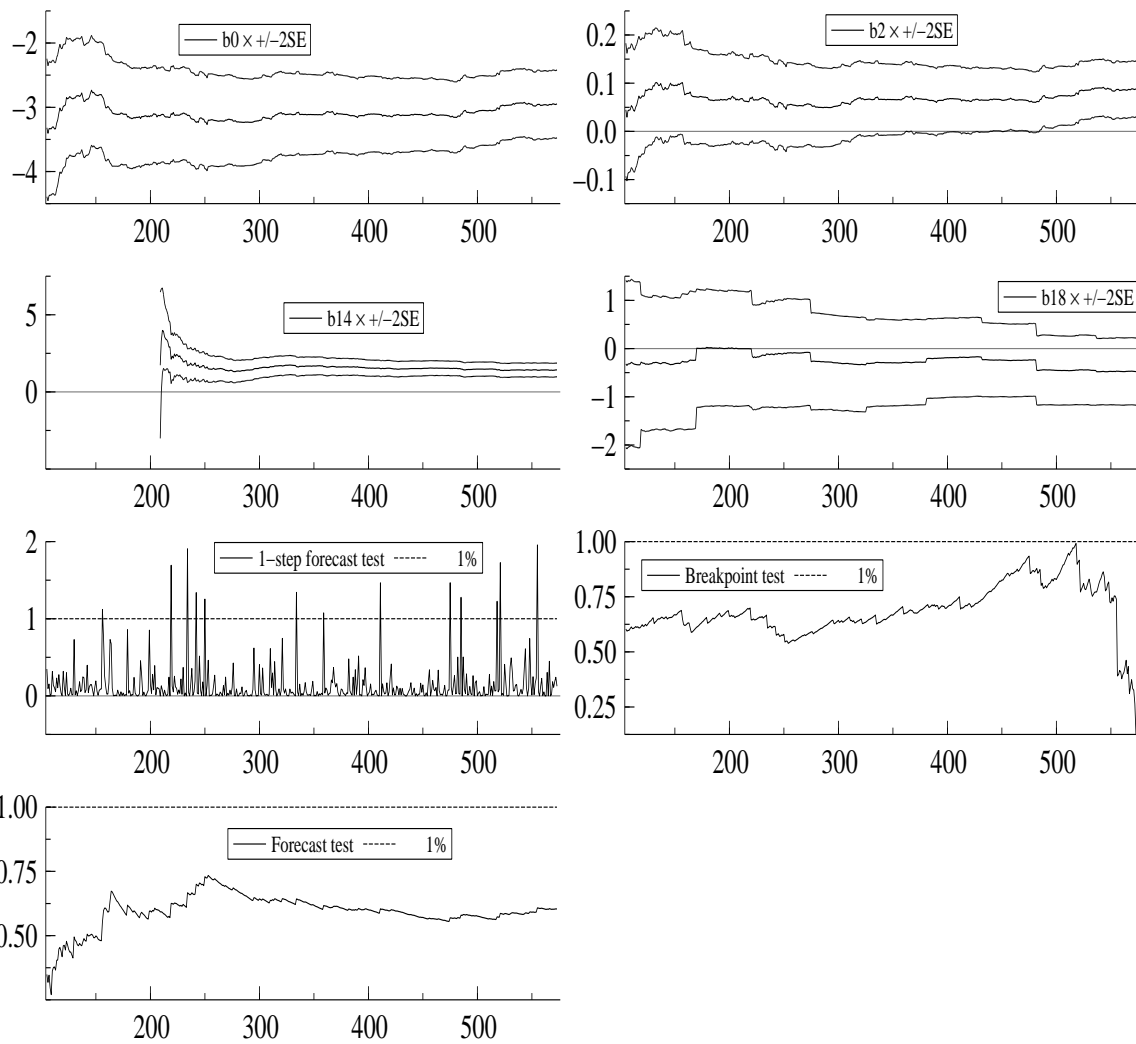 −2
−3
−4
b0 × +/−2SE
200 300 400 500
0.2
0.1
0.0
−0.1
b2 × +/−2SE
200 300 400 500
5
0
b14 × +/−2SE
200 300 400 500
1
0
−1
−2
b18 × +/−2SE
200 300 400 500
2
1
0
1−step forecast test 1%
200 300 400 500
1.00
0.75
0.50
0.25
Breakpoint test 1%
200 300 400 500
1.00
0.75
0.50
Forecast test 1%
200 300 400 500